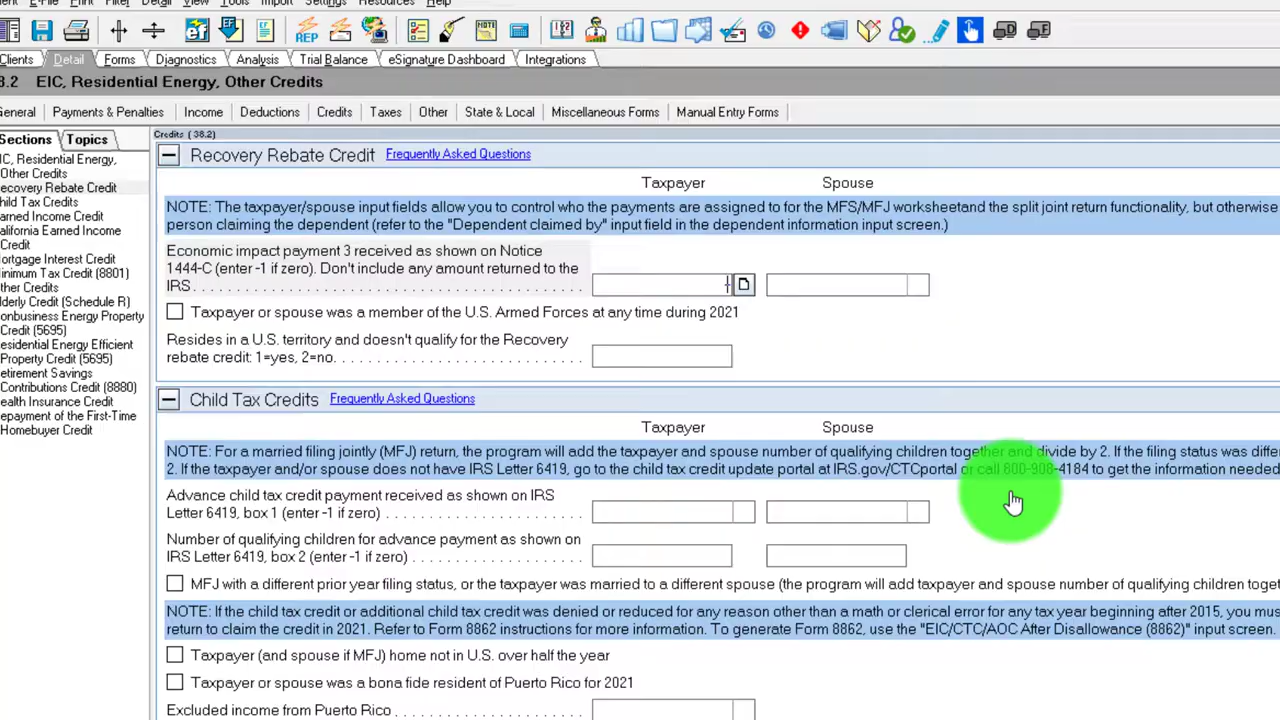 E-File
Print
Filter
Detail
View
Tools
Import
Settings
Resources
Help
REP
NOTE
Clients
Detail
Forms
Diagnostics
Analysis
Trial Balance
eSignature Dashboard
Integrations
8.2 EIC, Residential Energy, Other Credits
General
Payments & Penalties
Income
Deductions
Credits
Taxes
Other
State & Local
Miscellaneous Forms
Manual Entry Forms
Sections
Topics
IC, Residential Energy,
Other Credits
ecovery Rebate Credit
hild Tax Credits
arned Income Credit
alifornia Earned Income
Credit
ortgage Interest Credit
inimum Tax Credit (8801)
ther Credits
lderly Credit (Schedule R)
onbusiness Energy Property
Credit (5695)
esidential Energy Efficient
Property Credit (5695)
etirement Savings
Contributions Credit (8880)
ealth Insurance Credit
epayment of the First-Time
Homebuyer Credit
Credits (38.2)
Recovery Rebate Credit Frequently Asked Questions
Taxpayer Spouse
NOTE: The taxpayer/spouse input fields allow you to control who the payments are assigned to for the MFS/MFJ worksheetand the split joint return functionality, but otherwise
person claiming the dependent (refer to the "Dependent claimed by" input field in the dependent information input screen.)
Economic impact payment 3 received as shown on Notice
1444-C (enter -1 if zero). Don't include any amount returned to the
IRS
Taxpayer or spouse was a member of the U.S. Armed Forces at any time during 2021
Resides in a U.S. territory and doesn't qualify for the Recovery
rebate credit: 1=yes, 2=no
Child Tax Credits Frequently Asked Questions
Taxpayer Spouse
NOTE: For a married filing jointly (MFJ) return, the program will add the taxpayer and spouse number of qualifying children together and divide by 2. If the filing status was differe
2. If the taxpayer and/or spouse does not have IRS Letter 6419, go to the child tax credit update portal at IRS.gov/CTCportal or call 800-908-4184 to get the information needed
Advance child tax credit payment received as shown on IRS
Letter 6419, box 1 (enter -1 if zero)
Number of qualifying children for advance payment as shown on
IRS Letter 6419, box 2 (enter -1 if zero)
MFJ with a different prior year filing status, or the taxpayer was married to a different spouse (the program will add taxpayer and spouse number of qualifying children toget
NOTE: If the child tax credit or additional child tax credit was denied or reduced for any reason other than a math or clerical error for any tax year beginning after 2015, you mus
return to claim the credit in 2021. Refer to Form 8862 instructions for more information. To generate Form 8862, use the "EIC/CTC/AOC After Disallowance (8862)" input screen.
Taxpayer (and spouse if MFJ) home not in U.S. over half the year
Taxpayer or spouse was a bona fide resident of Puerto Rico for 2021
Excluded income from Puerto Rico